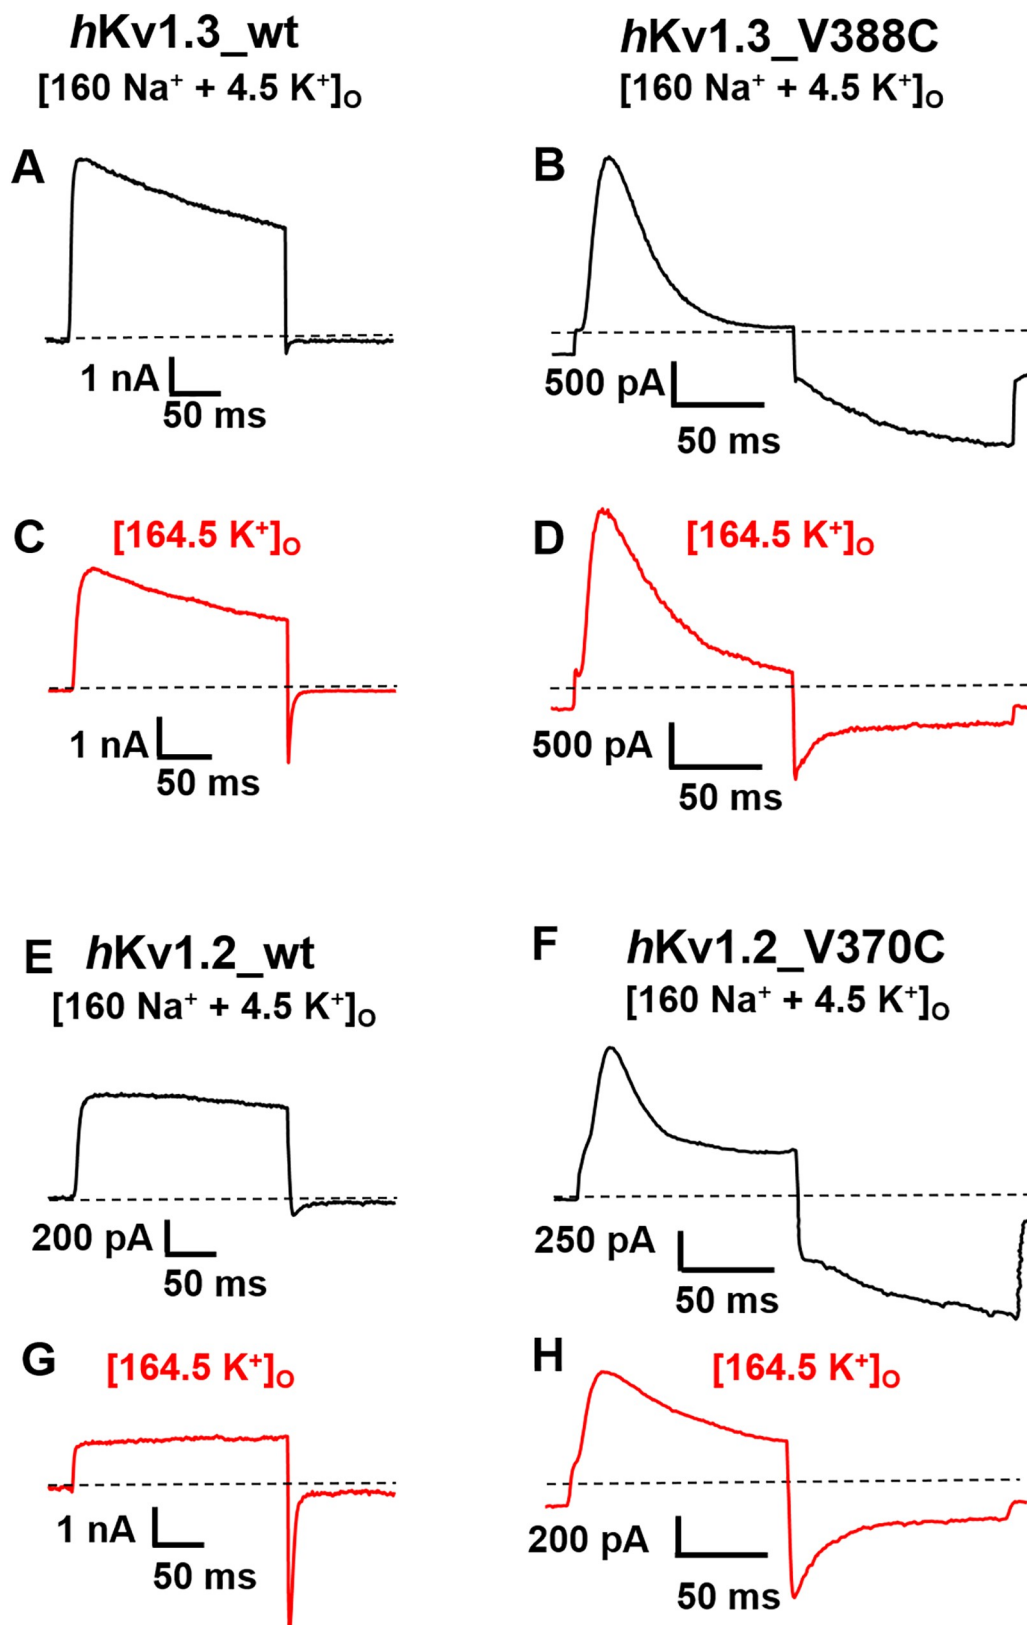 hKv1.3_wt
[160 Na⁺ + 4.5 K⁺]O
hKv1.3_V388C
[160 Na⁺ + 4.5 K⁺]O
A
1 nA
50 ms
B
500 pA
50 ms
C
[164.5 K⁺]O
1 nA
50 ms
D
[164.5 K⁺]O
500 pA
50 ms
E
hKv1.2_wt
[160 Na⁺ + 4.5 K⁺]O
200 pA
50 ms
F
hKv1.2_V370C
[160 Na⁺ + 4.5 K⁺]O
250 pA
50 ms
G
[164.5 K⁺]O
1 nA
50 ms
H
[164.5 K⁺]O
200 pA
50 ms